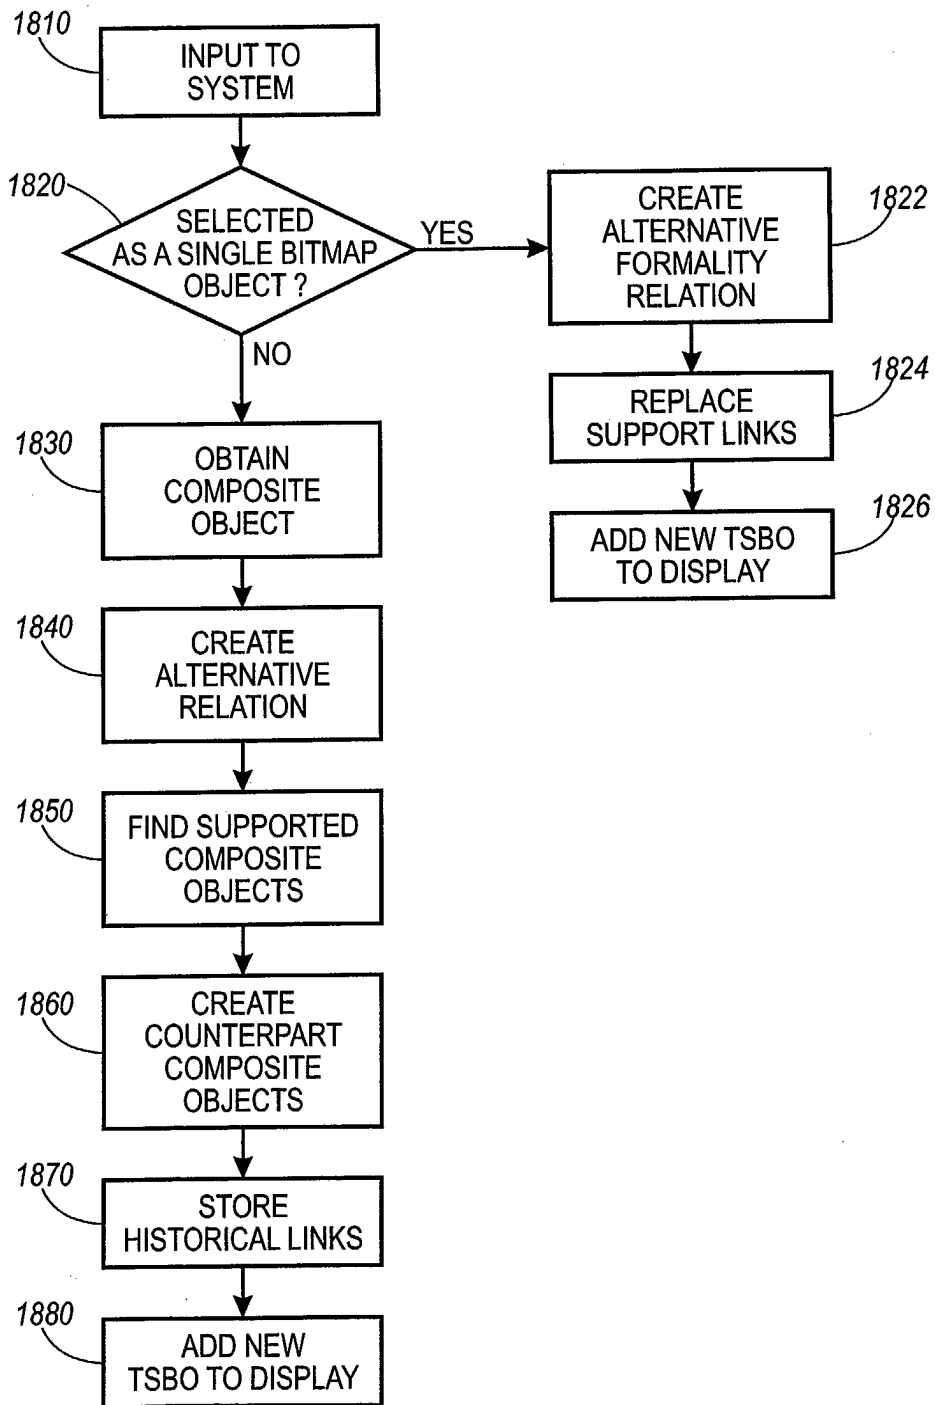 1810
INPUT TO
SYSTEM
1820
SELECTED
AS A SINGLE BITMAP
OBJECT ?
YES
CREATE
ALTERNATIVE
FORMALITY
RELATION
1822
NO
REPLACE
SUPPORT LINKS
1824
ADD NEW TSBO
TO DISPLAY
1826
1830
OBTAIN
COMPOSITE
OBJECT
1840
CREATE
ALTERNATIVE
RELATION
1850
FIND SUPPORTED
COMPOSITE
OBJECTS
1860
CREATE
COUNTERPART
COMPOSITE
OBJECTS
1870
STORE
HISTORICAL LINKS
1880
ADD NEW
TSBO TO DISPLAY